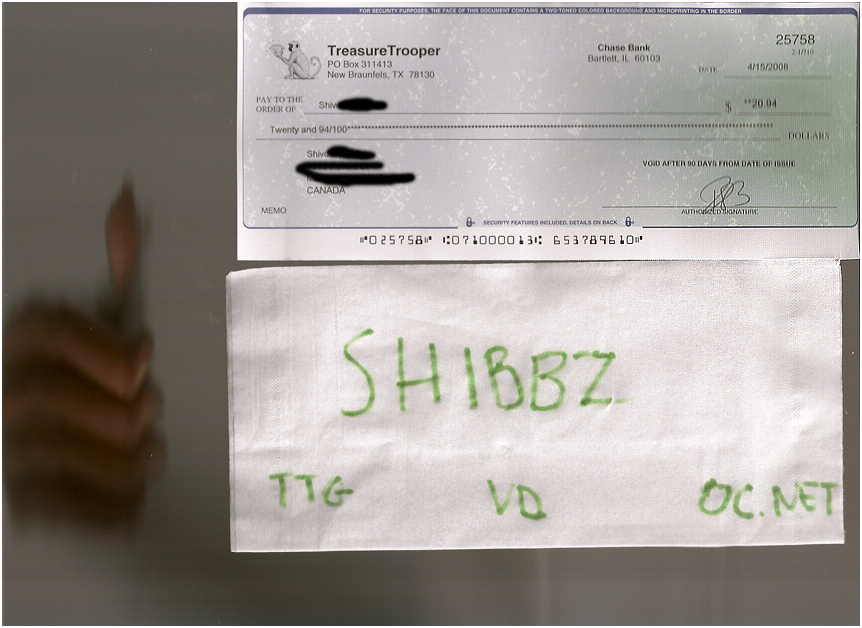 FOR SECURITY PURPOSES, THE FACE OF THIS DOCUMENT CONTAINS A TWO-TONED COLORED BACKGROUND AND MICROPRINTING IN THE BORDER
25758
TreasureTrooper
PO Box 311413
New Braunfels, TX 78130
Chase Bank
Bartlett, IL 60103
DATE 4/15/2008
PAY TO THE
ORDER OF Shiv
$ **20.94
Twenty and 94/100
DOLLARS
Shiv
VOID AFTER 90 DAYS FROM DATE OF ISSUE
CANADA
MEMO
AUTHORIZED SIGNATURE
SECURITY FEATURES INCLUDED. DETAILS ON BACK
⑈025758⑈ ⑆071000013⑆ 653789610⑈
SHIBBZ
TTG VD OC.NET